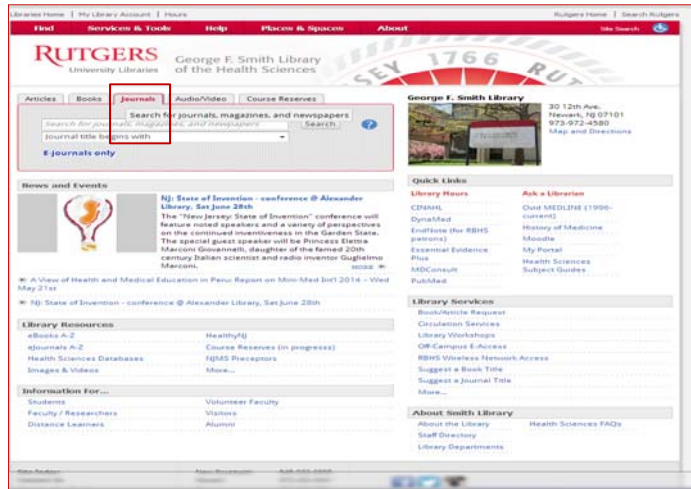 Libraries Home | My Library Account | Hours
Rutgers Home | Search Rutgers
Find Services & Tools Help Places & Spaces About
Site Search
RUTGERS
University Libraries
George F. Smith Library
of the Health Sciences
1766
Articles Books Journals Audio/Video Course Reserves
Search for journals, magazines, and newspapers
Search for journals, magazines, and newspapers Search
Journal title begins with
E-journals only
George F. Smith Library
30 12th Ave.
Newark, NJ 07101
973-972-4580
Map and Directions
News and Events
NJ: State of Invention - conference @ Alexander
Library, Sat June 28th
The "New Jersey: State of Invention" conference will
feature noted speakers and a variety of perspectives
on the continued inventiveness in the Garden State.
The special guest speaker will be Princess Elettra
Marconi Giovannelli, daughter of the famed 20th
century Italian scientist and radio inventor Guglielmo
Marconi.
MORE
A View of Health and Medical Education in Peru: Report on Mini-Med Int'l 2014 - Wed
May 21st
NJ: State of Invention - conference @ Alexander Library, Sat June 28th
Library Resources
eBooks A-Z
eJournals A-Z
Health Sciences Databases
Images & Videos
HealthyNJ
Course Reserves (in progress)
NJMS Preceptors
More...
Information For...
Students
Faculty / Researchers
Distance Learners
Volunteer Faculty
Visitors
Alumni
Quick Links
Library Hours
CINAHL
DynaMed
EndNote (for RBHS
patrons)
Essential Evidence
Plus
MDConsult
PubMed
Ask a Librarian
Ovid MEDLINE (1996-
current)
History of Medicine
Moodle
My Portal
Health Sciences
Subject Guides
Library Services
Book/Article Request
Circulation Services
Off-Campus E-Access
RBHS Wireless Network Access
Suggest a Book Title
Suggest a Journal Title
More...
About Smith Library
About the Library
Staff Directory
Library Departments
Health Sciences FAQs